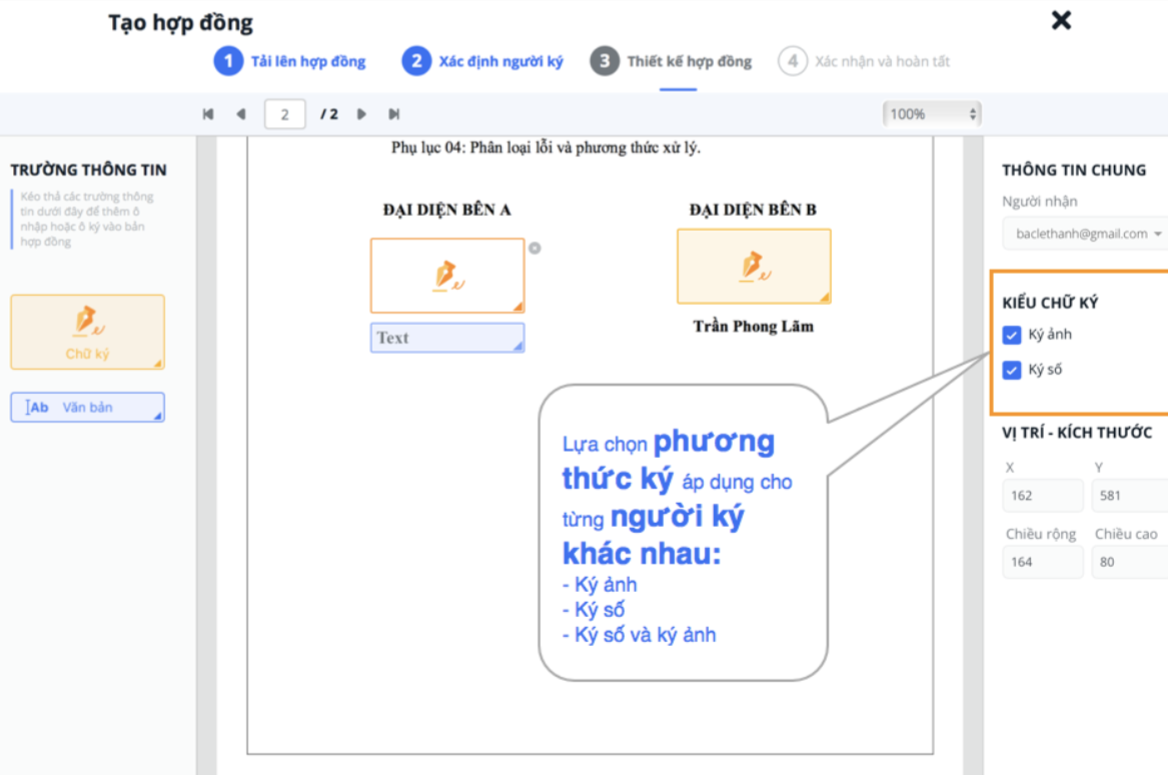 Tạo hợp đồng
1 Tải lên hợp đồng
2 Xác định người ký
3 Thiết kế hợp đồng
4 Xác nhận và hoàn tất
2 / 2
100%
TRƯỜNG THÔNG TIN
Kéo thả các trường thông
tin dưới đây để thêm ô
nhập hoặc ô ký vào bản
hợp đồng
Chữ ký
Ab Văn bản
Phụ lục 04: Phân loại lỗi và phương thức xử lý.
ĐẠI DIỆN BÊN A
ĐẠI DIỆN BÊN B
Text
Trần Phong Lãm
Lựa chọn phương
thức ký áp dụng cho
từng người ký
khác nhau:
- Ký ảnh
- Ký số
- Ký số và ký ảnh
THÔNG TIN CHUNG
Người nhận
baclethanh@gmail.com
KIỂU CHỮ KÝ
Ký ảnh
Ký số
VỊ TRÍ - KÍCH THƯỚC
X Y
162 581
Chiều rộng Chiều cao
164 80